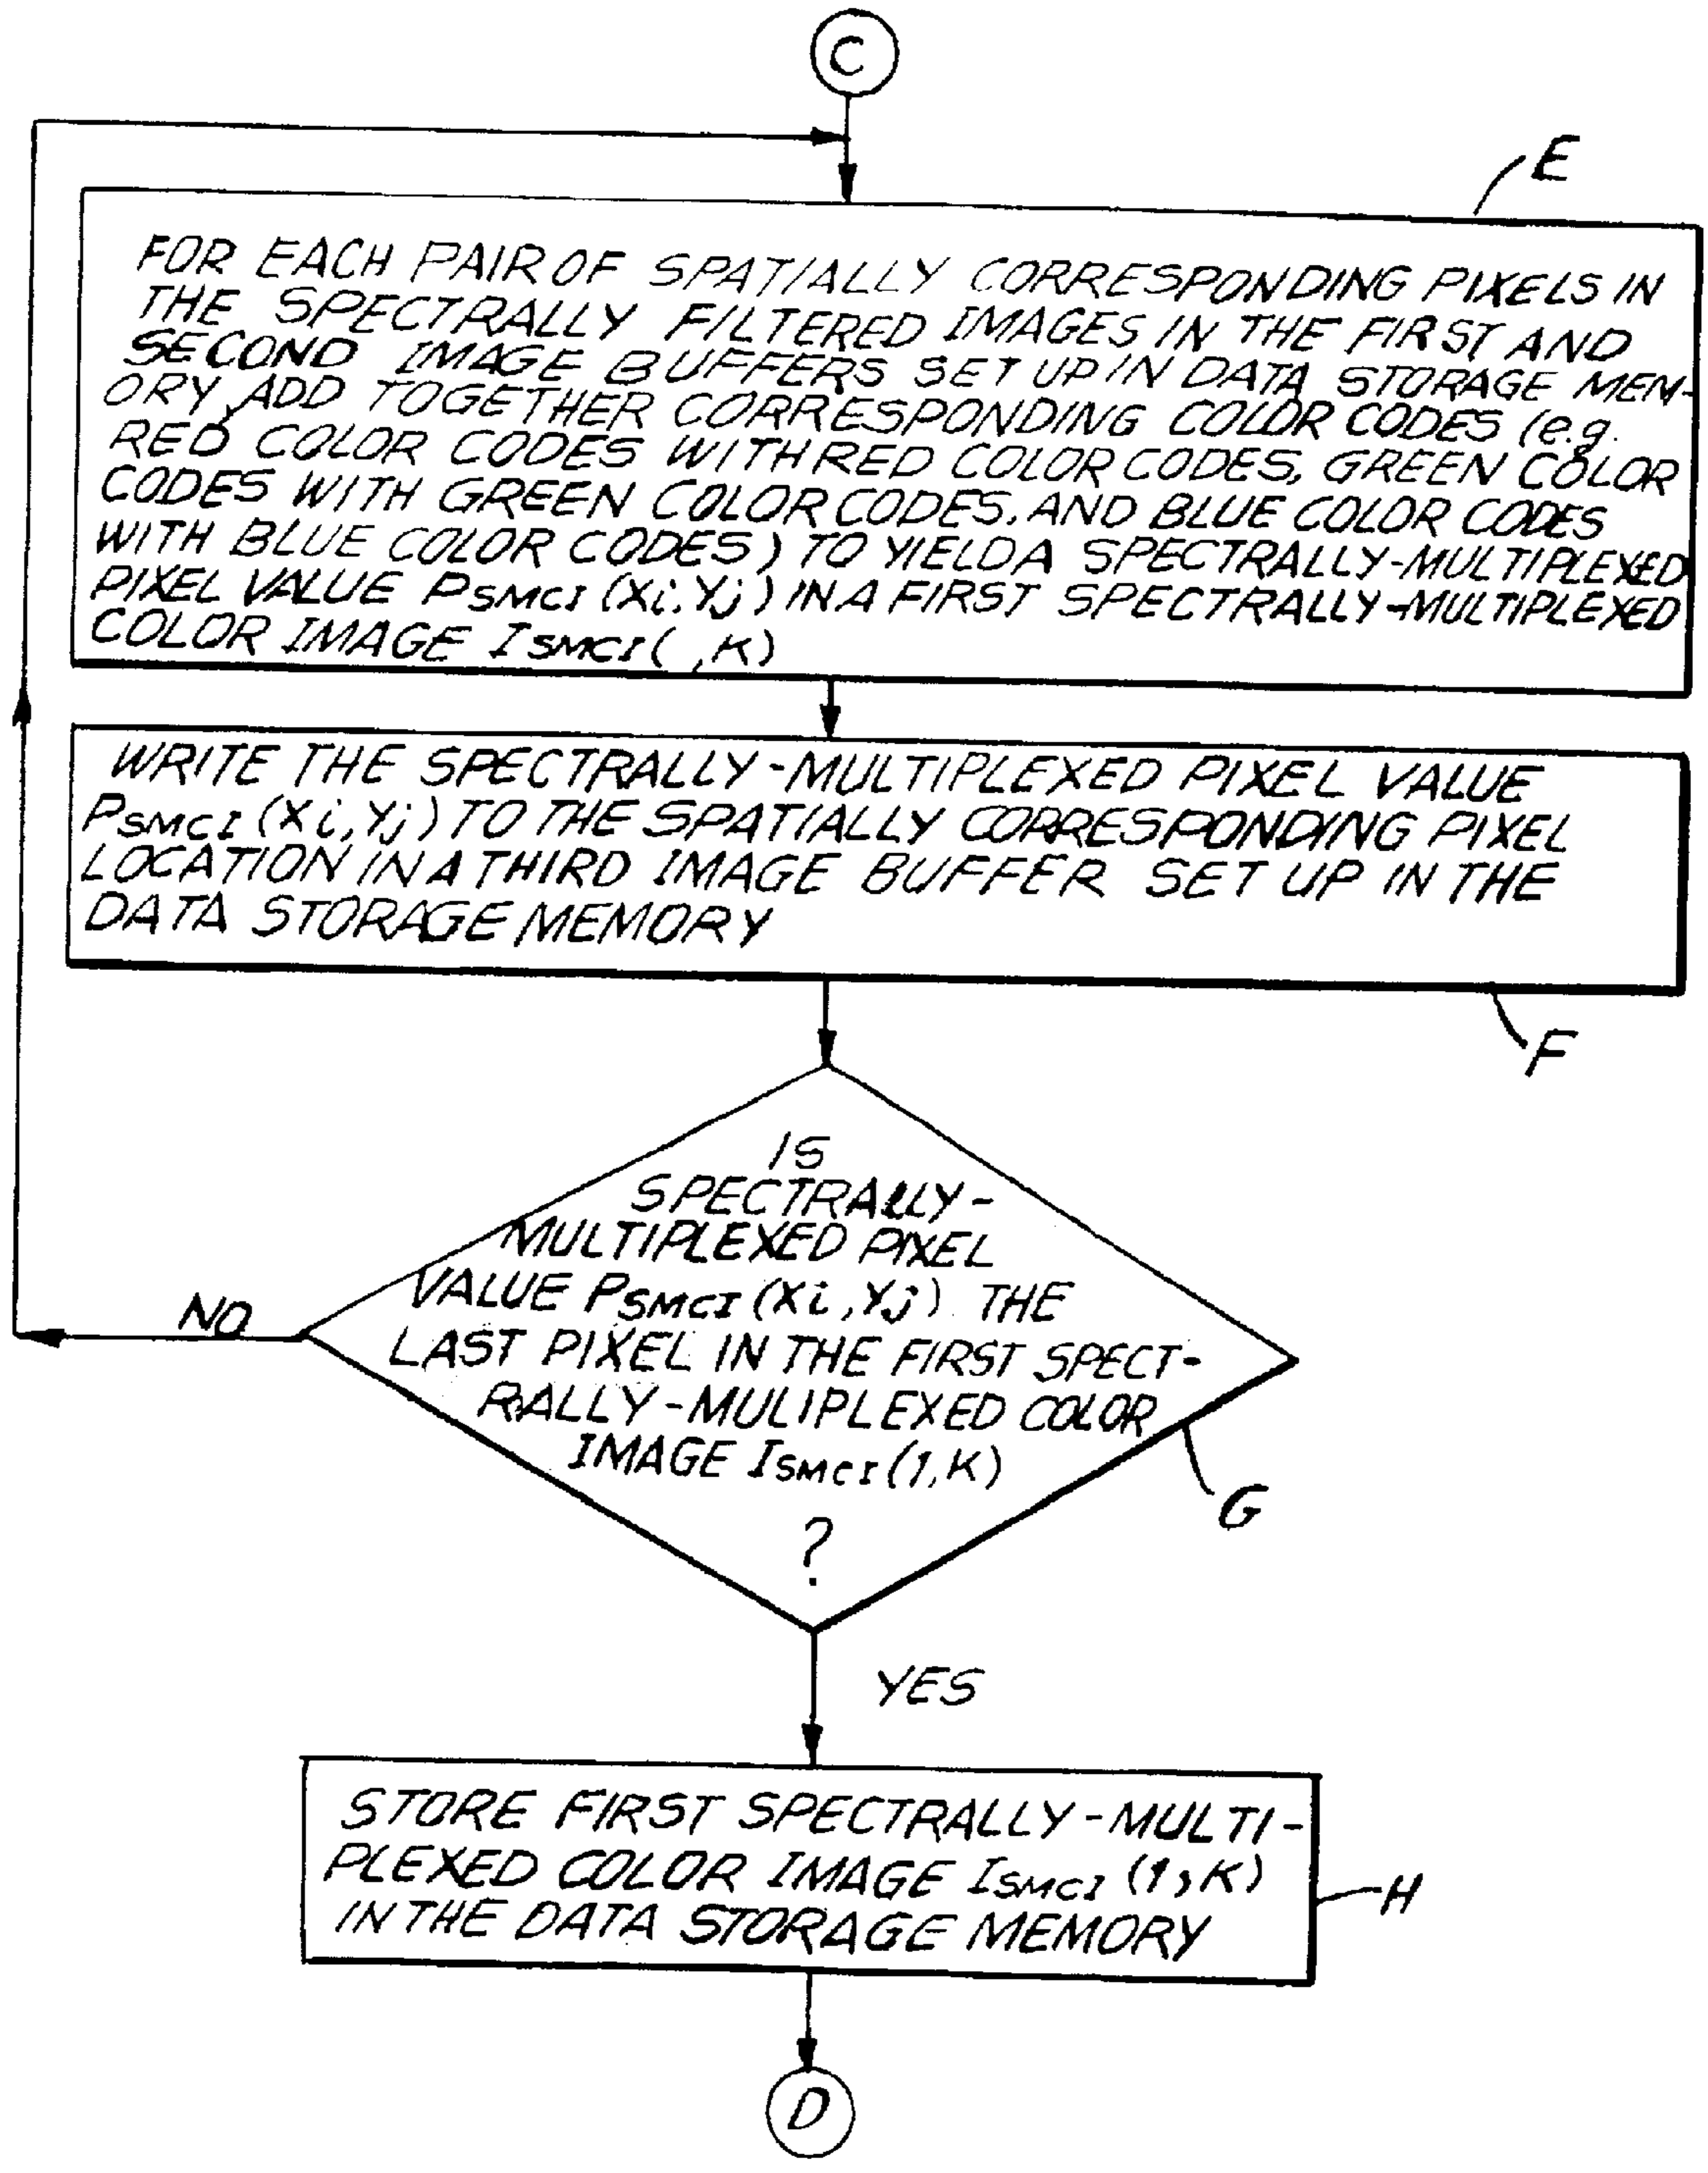 C
E
FOR EACH PAIR OF SPATIALLY CORRESPONDING PIXELS IN
THE SPECTRALLY FILTERED IMAGES IN THE FIRST AND
SECOND IMAGE BUFFERS SET UP IN DATA STORAGE MEM-
ORY, ADD TOGETHER CORRESPONDING COLOR CODES (e.g.
RED COLOR CODES WITH RED COLOR CODES, GREEN COLOR
CODES WITH GREEN COLOR CODES, AND BLUE COLOR CODES
WITH BLUE COLOR CODES) TO YIELD A SPECTRALLY-MULTIPLEXED
PIXEL VALUE PSMCI (Xi,Yj) IN A FIRST SPECTRALLY-MULTIPLEXED
COLOR IMAGE ISMCI( ,K)
WRITE THE SPECTRALLY-MULTIPLEXED PIXEL VALUE
PSMCI (Xi,Yj) TO THE SPATIALLY CORRESPONDING PIXEL
LOCATION IN A THIRD IMAGE BUFFER SET UP IN THE
DATA STORAGE MEMORY
F
IS
SPECTRALLY-
MULTIPLEXED PIXEL
VALUE PSMCI (Xi,Yj) THE
LAST PIXEL IN THE FIRST SPECT-
RALLY-MULIPLEXED COLOR
IMAGE ISMCI (1,K)
?
NO
G
YES
STORE FIRST SPECTRALLY-MULTI-
PLEXED COLOR IMAGE ISMCI (1,K)
IN THE DATA STORAGE MEMORY
H
D